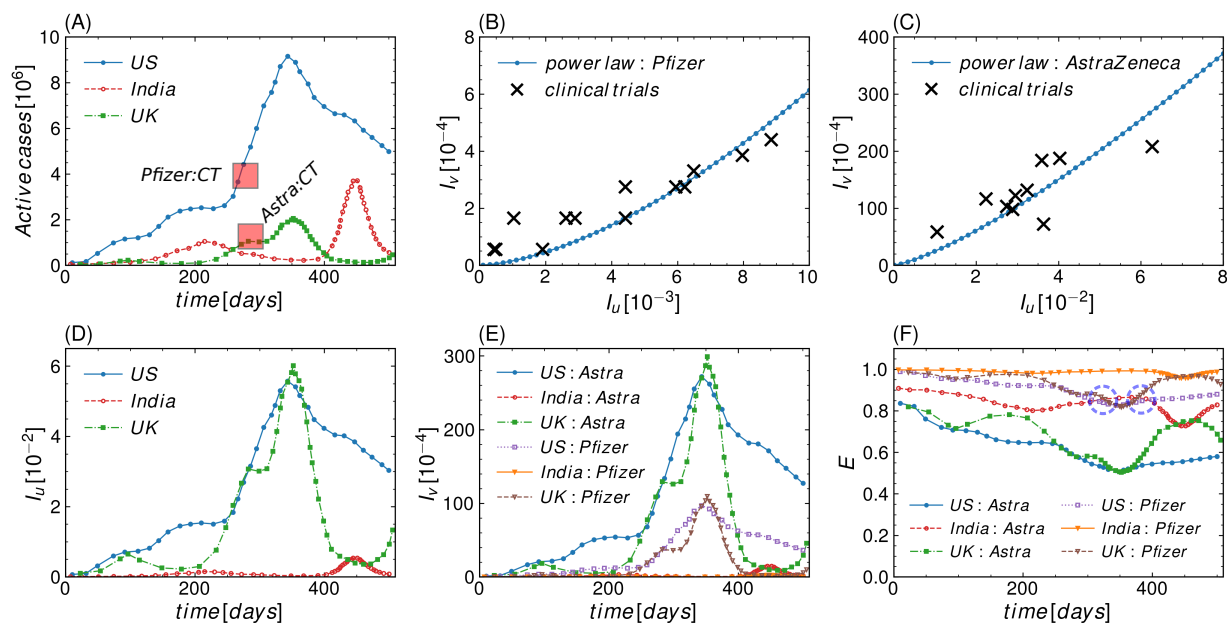 (A)
Active cases [10^6]
10
8
6
4
2
0
US
India
UK
Pfizer:CT
Astra:CT
0 200 400
time [days]
(B)
I_v [10^-4]
8
6
4
2
0
power law : Pfizer
clinical trials
0 2 4 6 8 10
I_u [10^-3]
(C)
I_v [10^-4]
400
300
200
100
0
power law : AstraZeneca
clinical trials
0 2 4 6 8
I_u [10^-2]
(D)
I_u [10^-2]
6
4
2
0
US
India
UK
0 200 400
time [days]
(E)
I_v [10^-4]
300
200
100
0
US : Astra
India : Astra
UK : Astra
US : Pfizer
India : Pfizer
UK : Pfizer
0 200 400
time [days]
(F)
E
1.0
0.8
0.6
0.4
0.2
0.0
US : Astra
India : Astra
UK : Astra
US : Pfizer
India : Pfizer
UK : Pfizer
0 200 400
time [days]